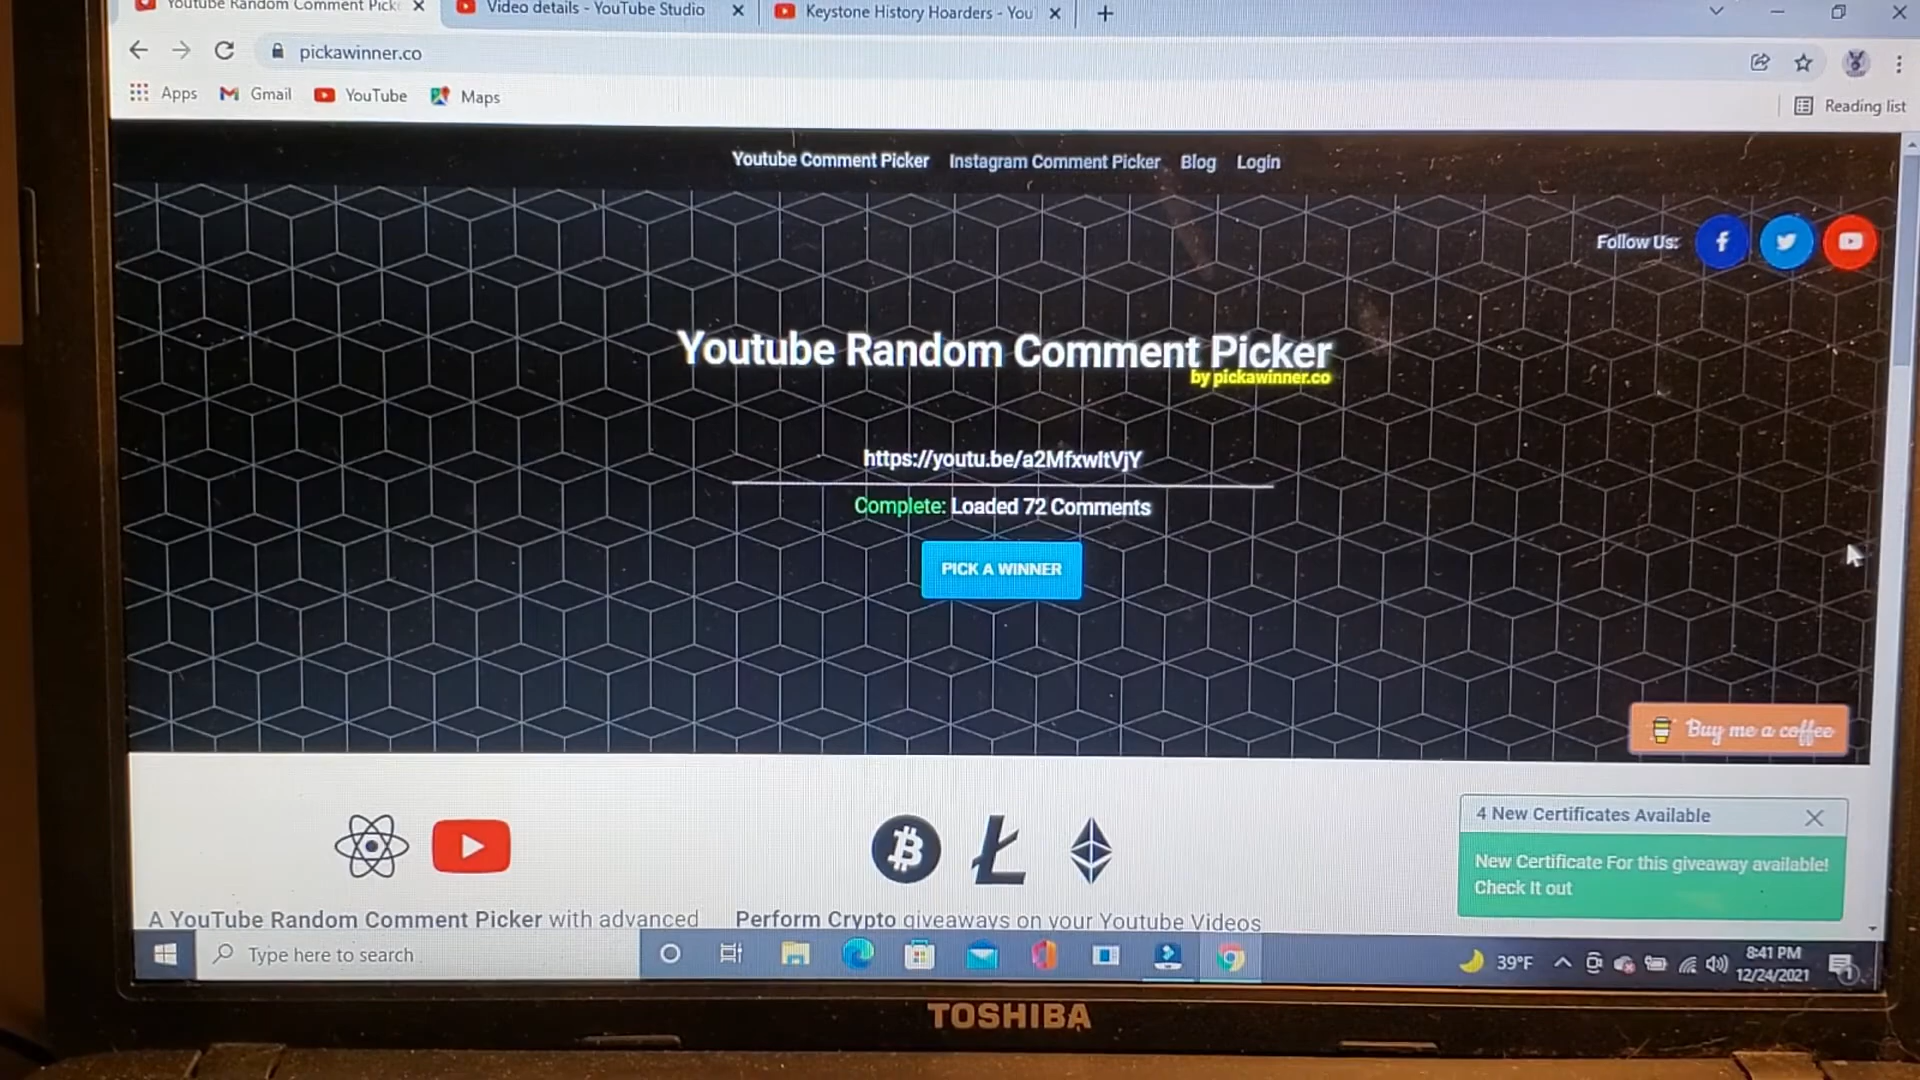 Youtube Random Comment Pick
Video details - YouTube Studio
Keystone History Hoarders - You
pickawinner.co
Apps
Gmail
YouTube
Maps
Reading list
Youtube Comment Picker
Instagram Comment Picker
Blog
Login
Follow Us:
Youtube Random Comment Picker
by pickawinner.co
https://youtu.be/a2MfxwItVjY
Complete: Loaded 72 Comments
PICK A WINNER
Buy me a coffee
4 New Certificates Available
New Certificate For this giveaway available!
Check It out
A YouTube Random Comment Picker with advanced
Perform Crypto giveaways on your Youtube Videos
Type here to search
39°F
8:41 PM
12/24/2021
1
TOSHIBA